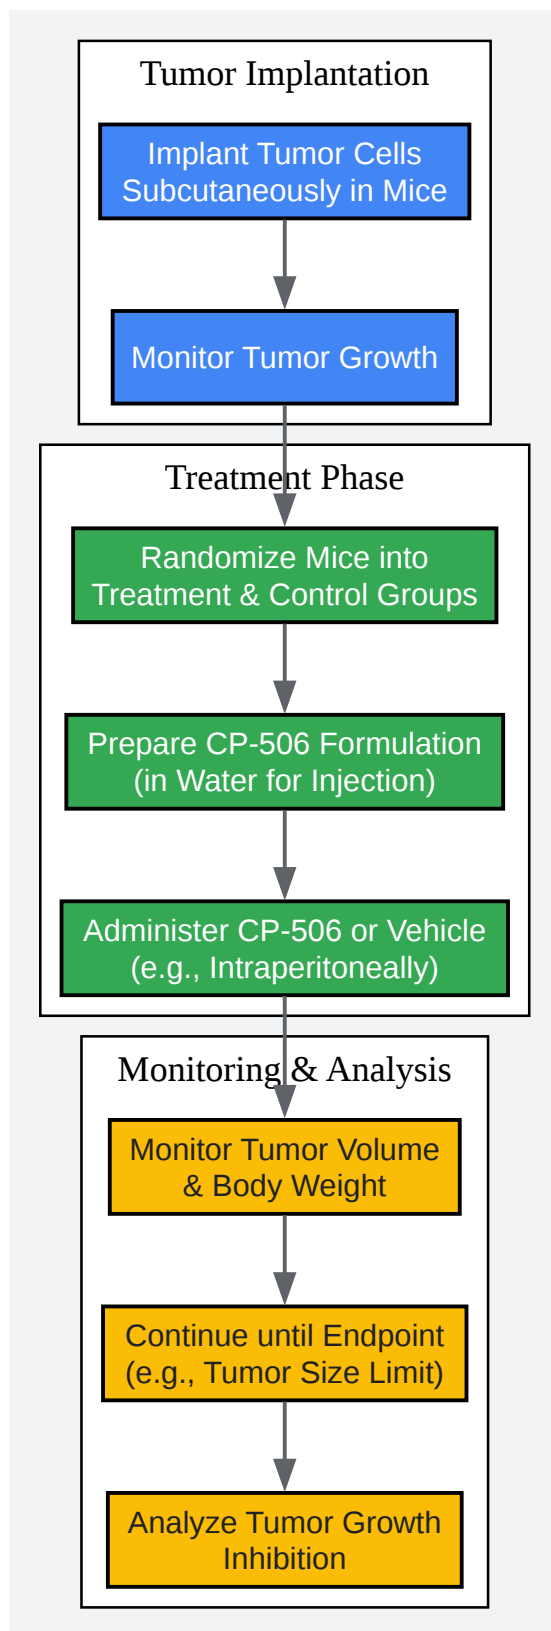 Tumor Implantation
Implant Tumor Cells
Subcutaneously in Mice
Monitor Tumor Growth
Treatment Phase
Randomize Mice into
Treatment & Control Groups
Prepare CP-506 Formulation
(in Water for Injection)
Administer CP-506 or Vehicle
(e.g., Intraperitoneally)
Monitoring & Analysis
Monitor Tumor Volume
& Body Weight
Continue until Endpoint
(e.g., Tumor Size Limit)
Analyze Tumor Growth
Inhibition